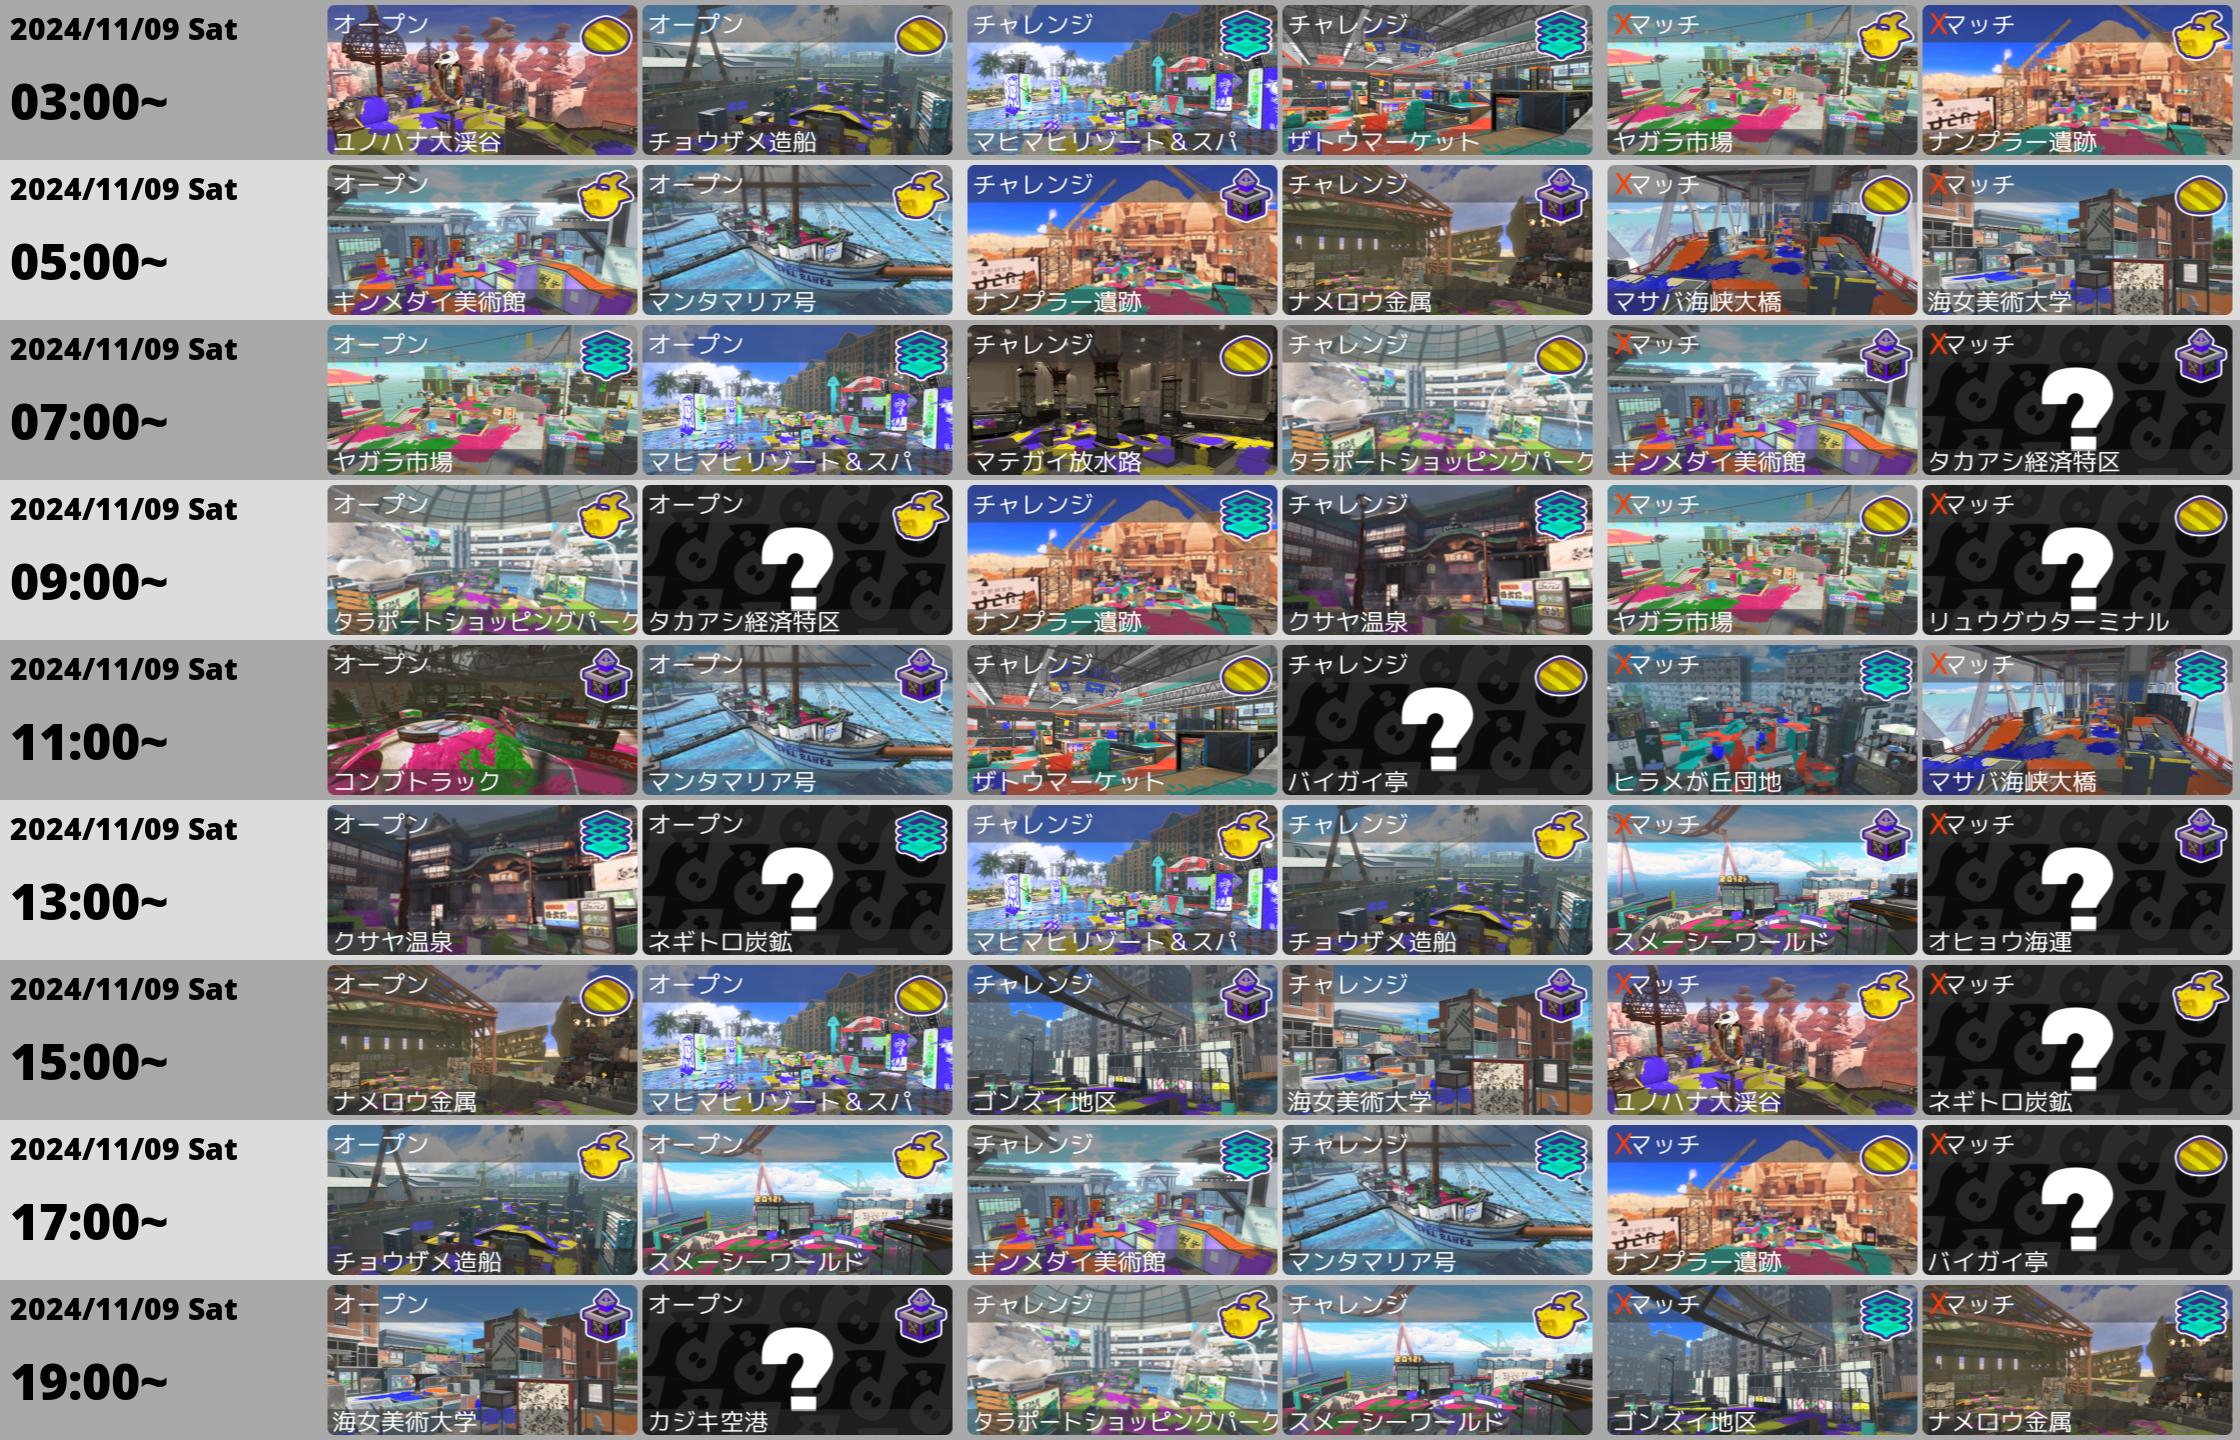 2024/11/09 Sat
03:00~
オープン
ユノハナ大渓谷
オープン
チョウザメ造船
チャレンジ
マヒマヒリゾート＆スパ
チャレンジ
ザトウマーケット
Xマッチ
ヤガラ市場
Xマッチ
ナンプラー遺跡
2024/11/09 Sat
05:00~
オープン
キンメダイ美術館
オープン
マンタマリア号
チャレンジ
ナンプラー遺跡
チャレンジ
ナメロウ金属
Xマッチ
マサバ海峡大橋
Xマッチ
海女美術大学
2024/11/09 Sat
07:00~
オープン
ヤガラ市場
オープン
マヒマヒリゾート＆スパ
チャレンジ
マテガイ放水路
チャレンジ
タラポートショッピングパーク
Xマッチ
キンメダイ美術館
Xマッチ
?
タカアシ経済特区
2024/11/09 Sat
09:00~
オープン
タラポートショッピングパーク
オープン
?
タカアシ経済特区
チャレンジ
ナンプラー遺跡
チャレンジ
クサヤ温泉
Xマッチ
ヤガラ市場
Xマッチ
?
リュウグウターミナル
2024/11/09 Sat
11:00~
オープン
コンブトラック
オープン
マンタマリア号
チャレンジ
ザトウマーケット
チャレンジ
?
バイガイ亭
Xマッチ
ヒラメが丘団地
Xマッチ
マサバ海峡大橋
2024/11/09 Sat
13:00~
オープン
クサヤ温泉
オープン
?
ネギトロ炭鉱
チャレンジ
マヒマヒリゾート＆スパ
チャレンジ
チョウザメ造船
Xマッチ
スメーシーワールド
Xマッチ
?
オヒョウ海運
2024/11/09 Sat
15:00~
オープン
ナメロウ金属
オープン
マヒマヒリゾート＆スパ
チャレンジ
ゴンズイ地区
チャレンジ
海女美術大学
Xマッチ
ユノハナ大渓谷
Xマッチ
?
ネギトロ炭鉱
2024/11/09 Sat
17:00~
オープン
チョウザメ造船
オープン
スメーシーワールド
チャレンジ
キンメダイ美術館
チャレンジ
マンタマリア号
Xマッチ
ナンプラー遺跡
Xマッチ
?
バイガイ亭
2024/11/09 Sat
19:00~
オープン
海女美術大学
オープン
?
カジキ空港
チャレンジ
タラポートショッピングパーク
チャレンジ
スメーシーワールド
Xマッチ
ゴンズイ地区
Xマッチ
ナメロウ金属